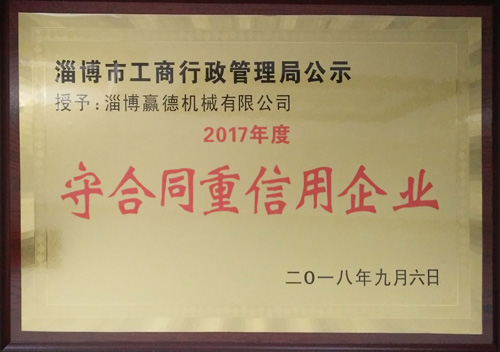 淄博市工商行政管理局公示
授予：淄博赢德机械有限公司
2017年度
守合同重信用企业
二〇一八年九月六日